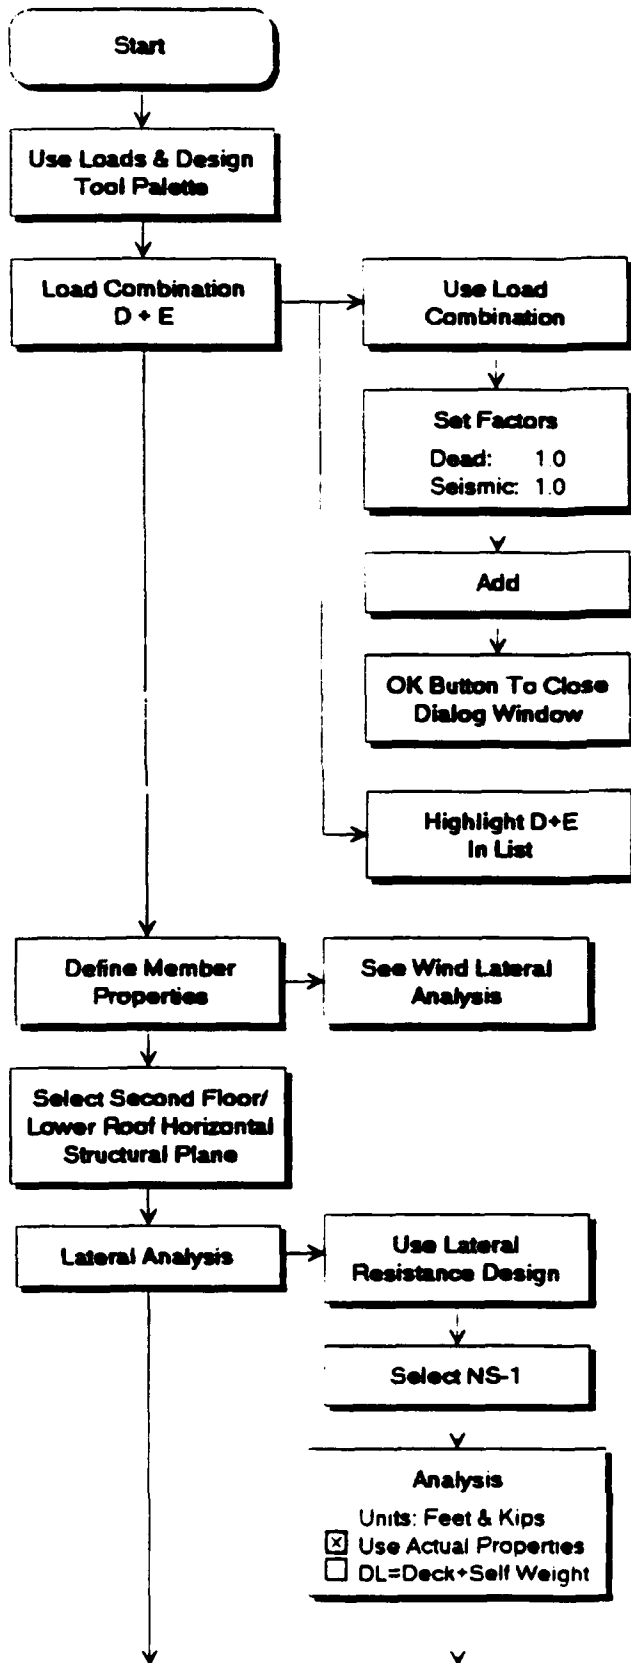 Start
Use Loads & Design
Tool Palette
Load Combination
D + E
Use Load
Combination
Set Factors
Dead: 1.0
Seismic: 1.0
Add
OK Button To Close
Dialog Window
Highlight D+E
In List
Define Member
Properties
See Wind Lateral
Analysis
Select Second Floor/
Lower Roof Horizontal
Structural Plane
Lateral Analysis
Use Lateral
Resistance Design
Select NS-1
Analysis
Units: Feet & Kips
Use Actual Properties
DL=Deck+Self Weight